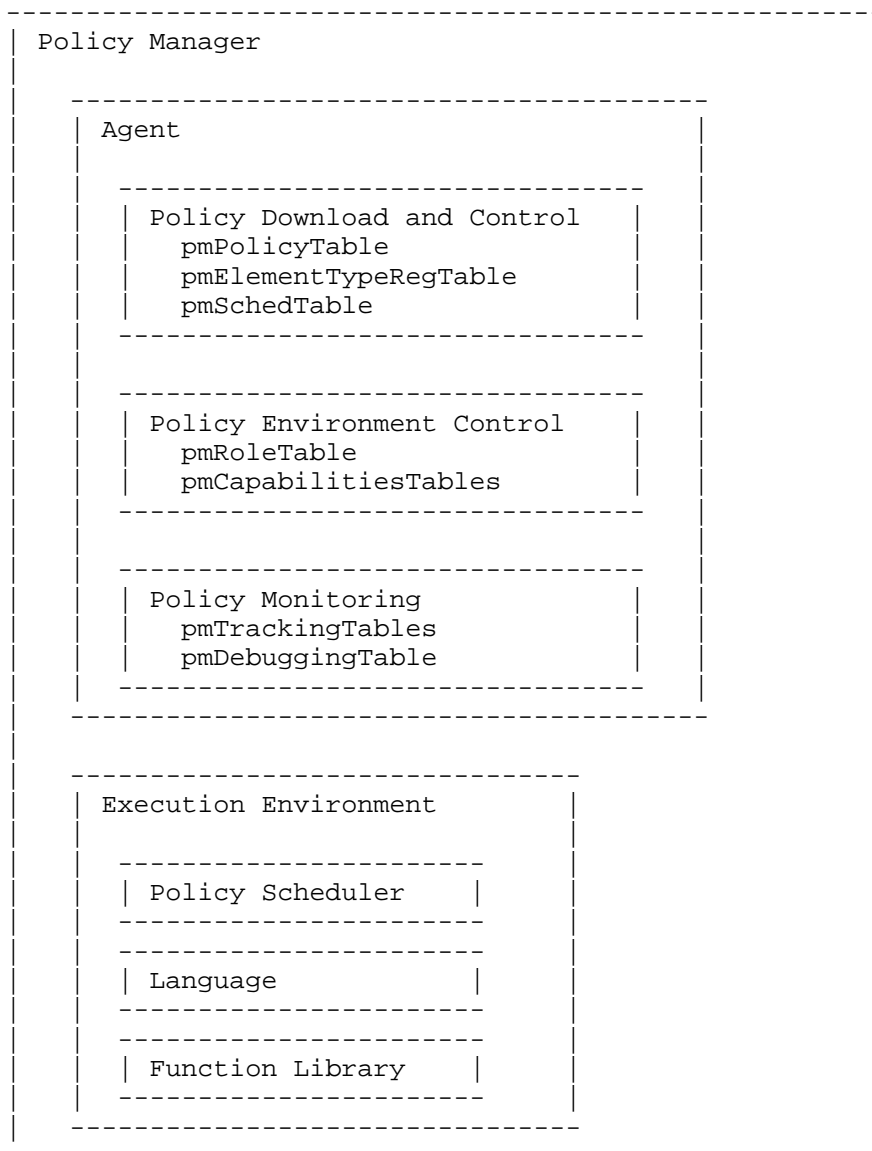 Policy Manager
Agent
Policy Download and Control
pmPolicyTable
pmElementTypeRegTable
pmSchedTable
Policy Environment Control
pmRoleTable
pmCapabilitiesTables
Policy Monitoring
pmTrackingTables
pmDebuggingTable
Execution Environment
Policy Scheduler
Language
Function Library